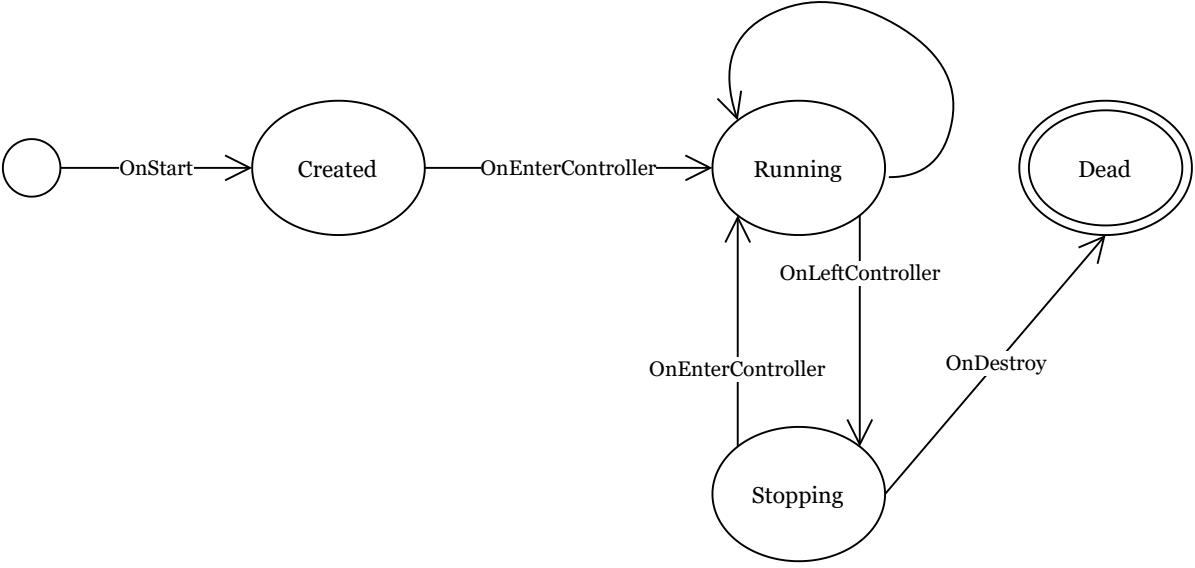 OnStart
Created
OnEnterController
Running
Dead
OnLeftController
OnEnterController
OnDestroy
Stopping